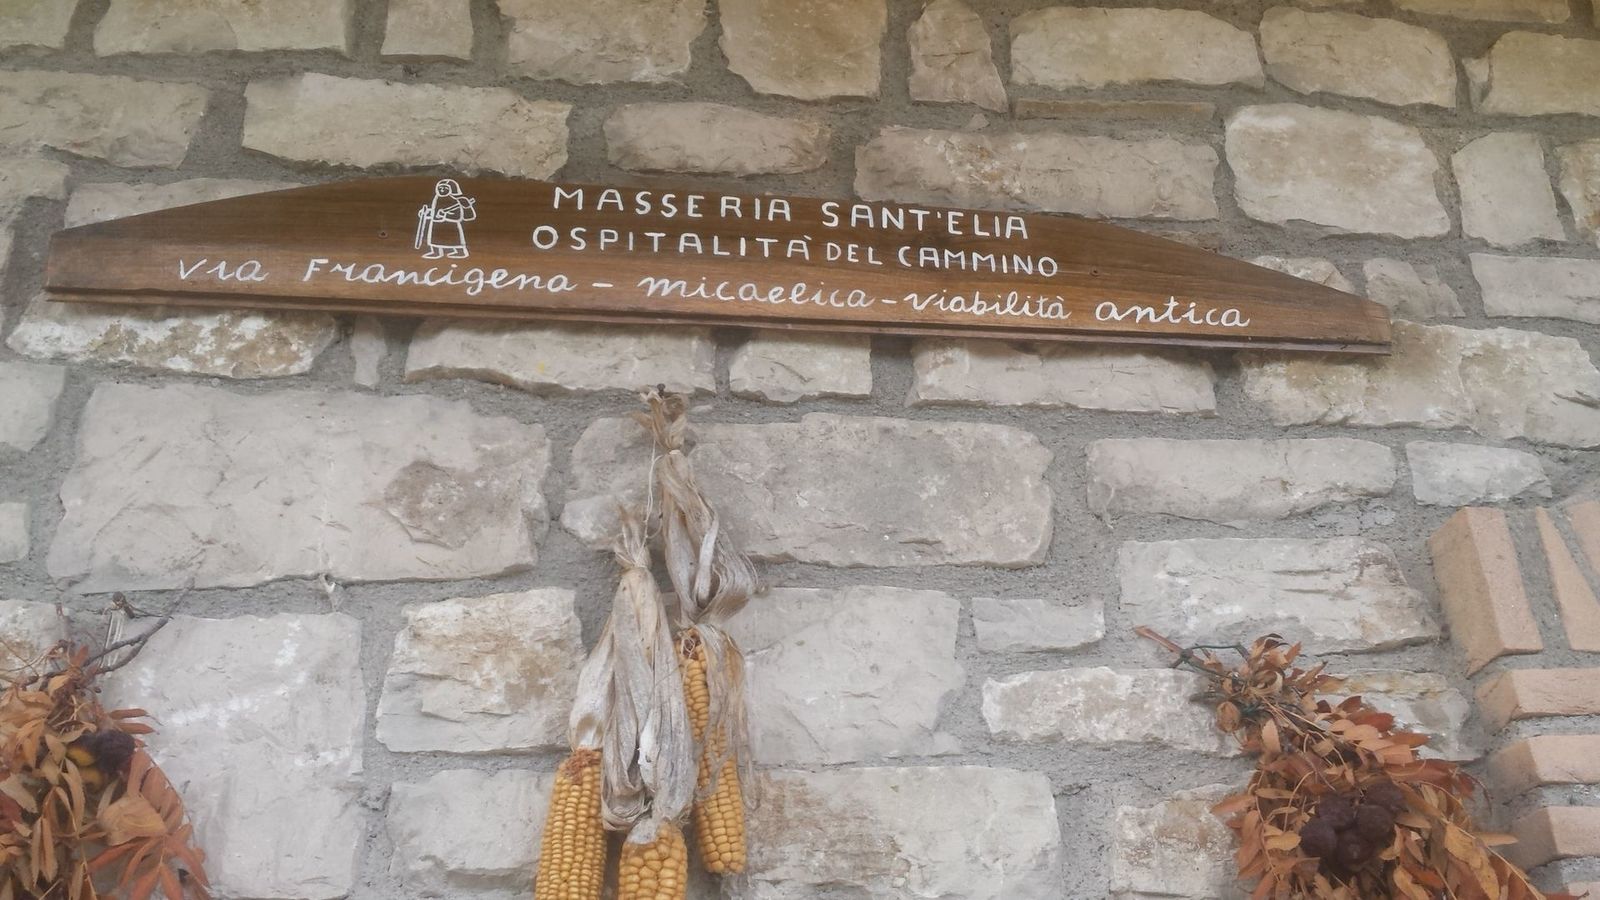 MASSERIA SANT'ELIA
OSPITALITÀ DEL CAMMINO
via Francigena - micaelica - viabilità antica